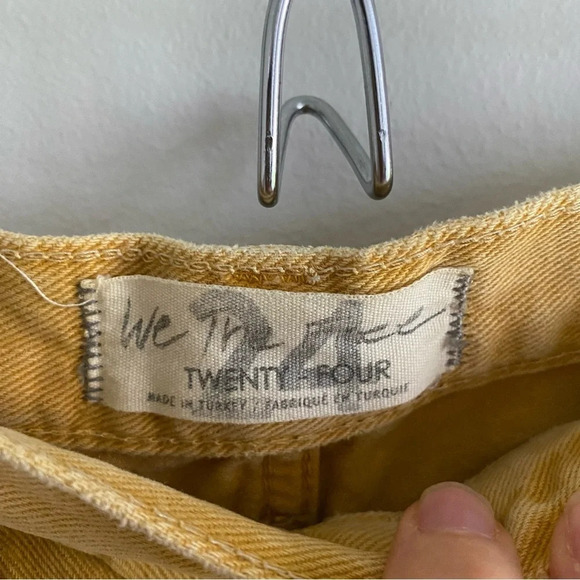 We The Free
24
TWENTY-FOUR
MADE IN TURKEY / FABRIQUE EN TURQUIE